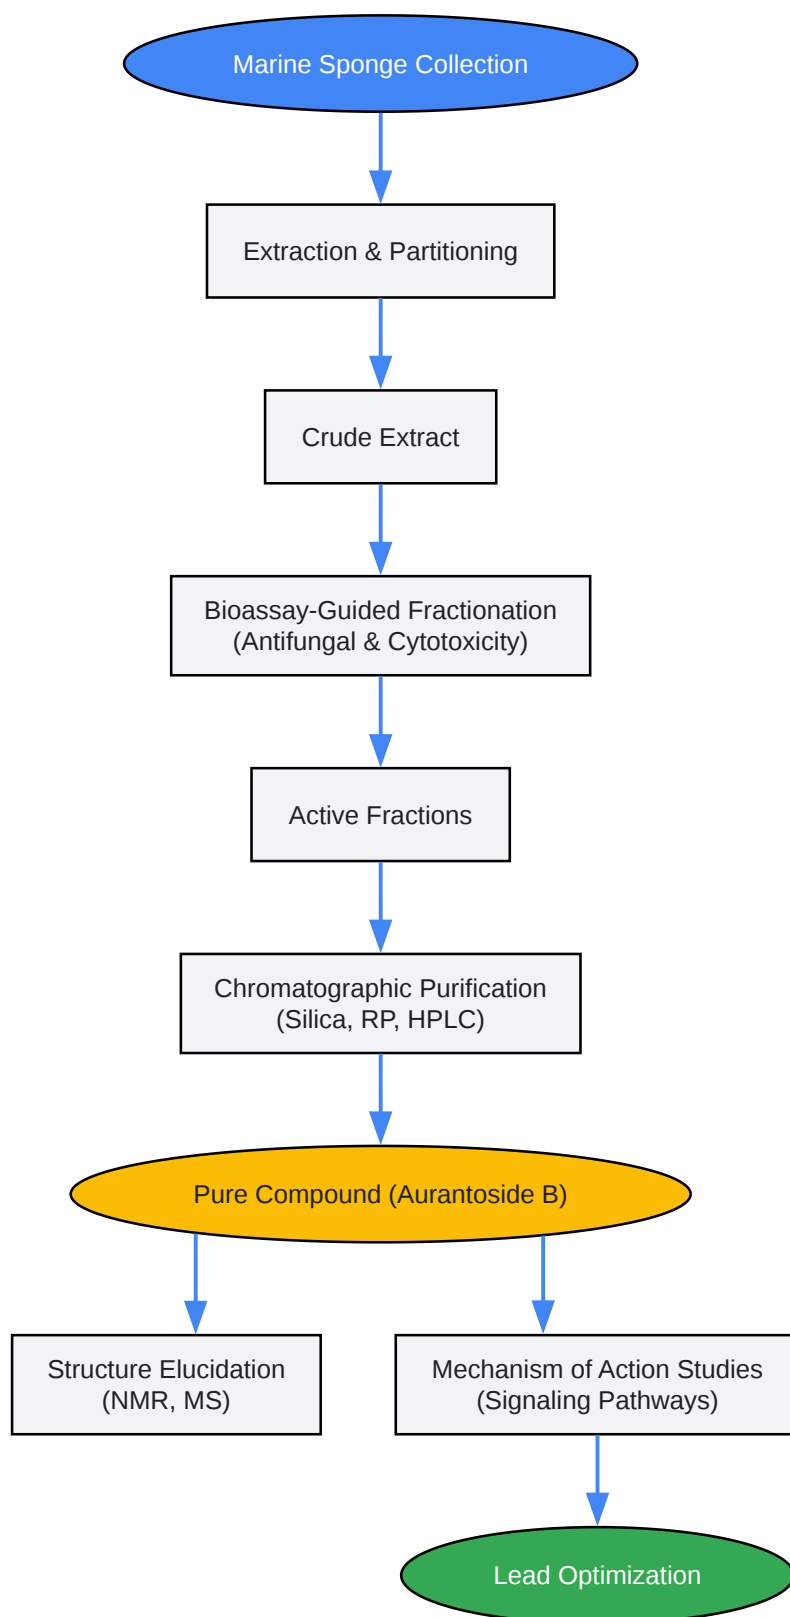 Marine Sponge Collection
Extraction & Partitioning
Crude Extract
Bioassay-Guided Fractionation
(Antifungal & Cytotoxicity)
Active Fractions
Chromatographic Purification
(Silica, RP, HPLC)
Pure Compound (Aurantoside B)
Structure Elucidation
(NMR, MS)
Mechanism of Action Studies
(Signaling Pathways)
Lead Optimization